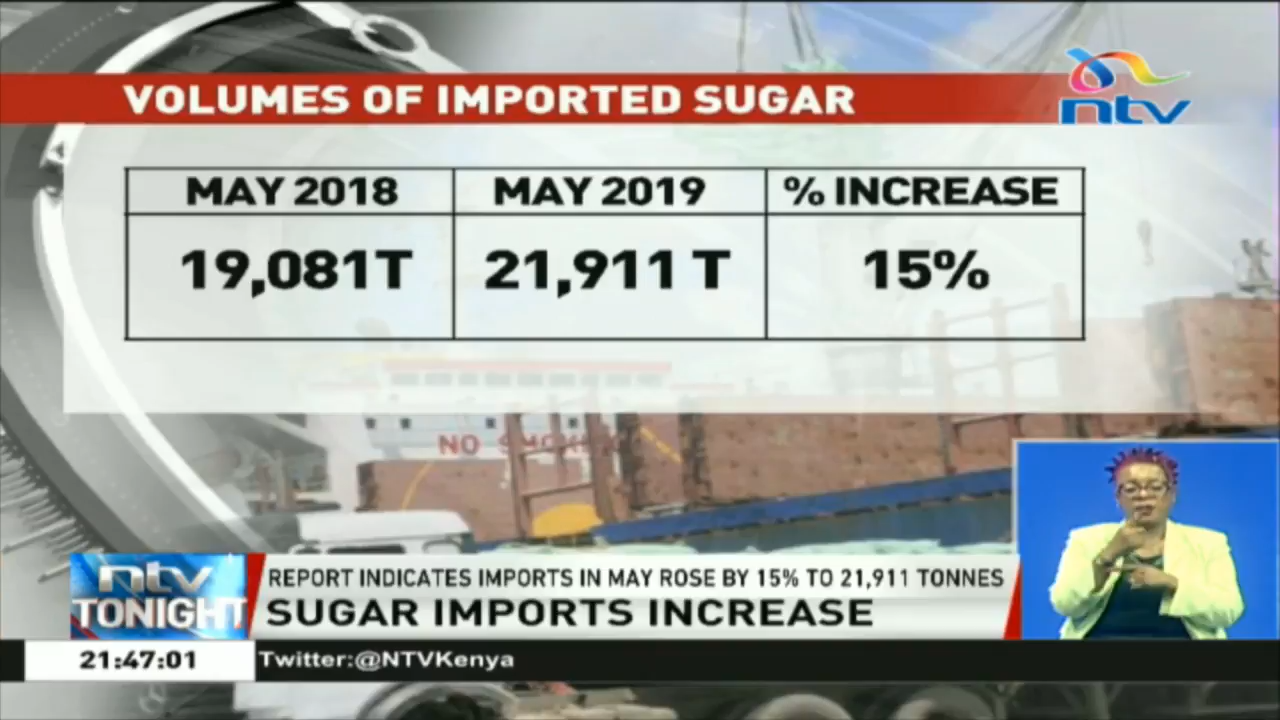 VOLUMES OF IMPORTED SUGAR
ntv
MAY 2018 MAY 2019 % INCREASE
19,081T 21,911 T 15%
NO SMOKING
ntv
TONIGHT
REPORT INDICATES IMPORTS IN MAY ROSE BY 15% TO 21,911 TONNES
SUGAR IMPORTS INCREASE
21:47:01 Twitter:@NTVKenya